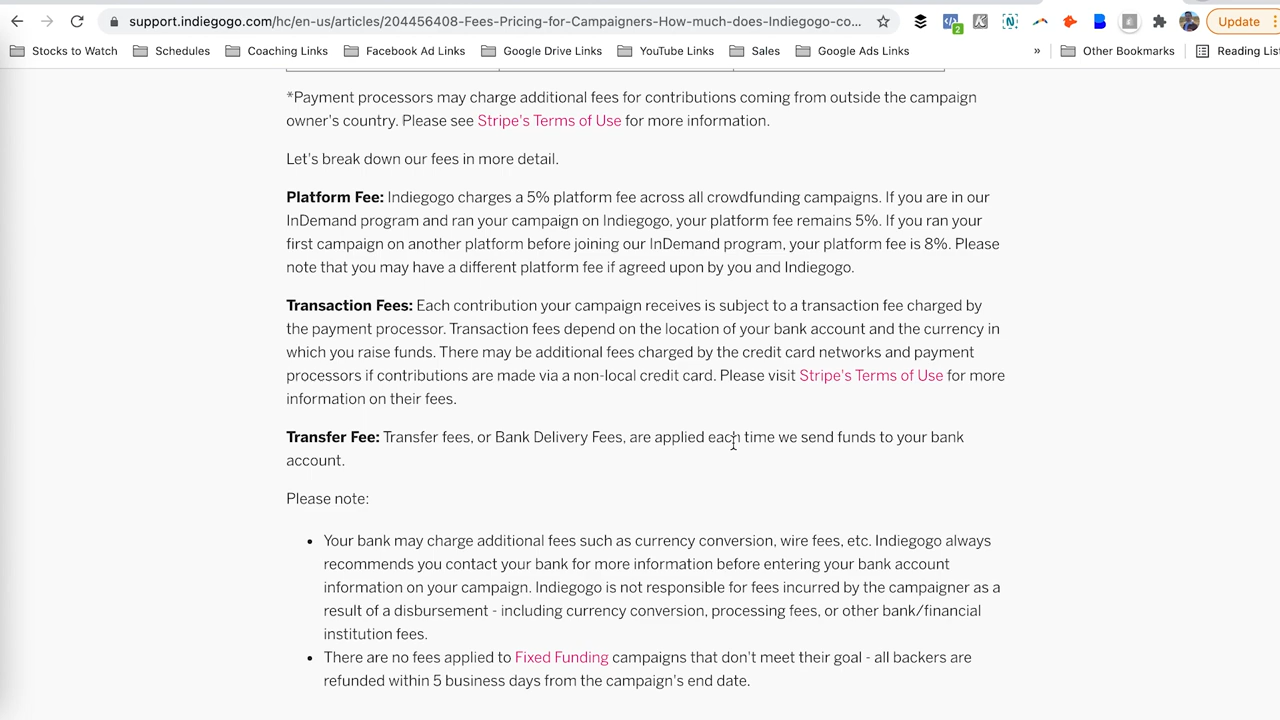 support.indiegogo.com/hc/en-us/articles/204456408-Fees-Pricing-for-Campaigners-How-much-does-Indiegogo-co...
2
Update
Stocks to Watch
Schedules
Coaching Links
Facebook Ad Links
Google Drive Links
YouTube Links
Sales
Google Ads Links
»
Other Bookmarks
Reading List
*Payment processors may charge additional fees for contributions coming from outside the campaign
owner's country. Please see Stripe's Terms of Use for more information.
Let's break down our fees in more detail.
Platform Fee: Indiegogo charges a 5% platform fee across all crowdfunding campaigns. If you are in our
InDemand program and ran your campaign on Indiegogo, your platform fee remains 5%. If you ran your
first campaign on another platform before joining our InDemand program, your platform fee is 8%. Please
note that you may have a different platform fee if agreed upon by you and Indiegogo.
Transaction Fees: Each contribution your campaign receives is subject to a transaction fee charged by
the payment processor. Transaction fees depend on the location of your bank account and the currency in
which you raise funds. There may be additional fees charged by the credit card networks and payment
processors if contributions are made via a non-local credit card. Please visit Stripe's Terms of Use for more
information on their fees.
Transfer Fee: Transfer fees, or Bank Delivery Fees, are applied each time we send funds to your bank
account.
Please note:
• Your bank may charge additional fees such as currency conversion, wire fees, etc. Indiegogo always
recommends you contact your bank for more information before entering your bank account
information on your campaign. Indiegogo is not responsible for fees incurred by the campaigner as a
result of a disbursement - including currency conversion, processing fees, or other bank/financial
institution fees.
• There are no fees applied to Fixed Funding campaigns that don't meet their goal - all backers are
refunded within 5 business days from the campaign's end date.